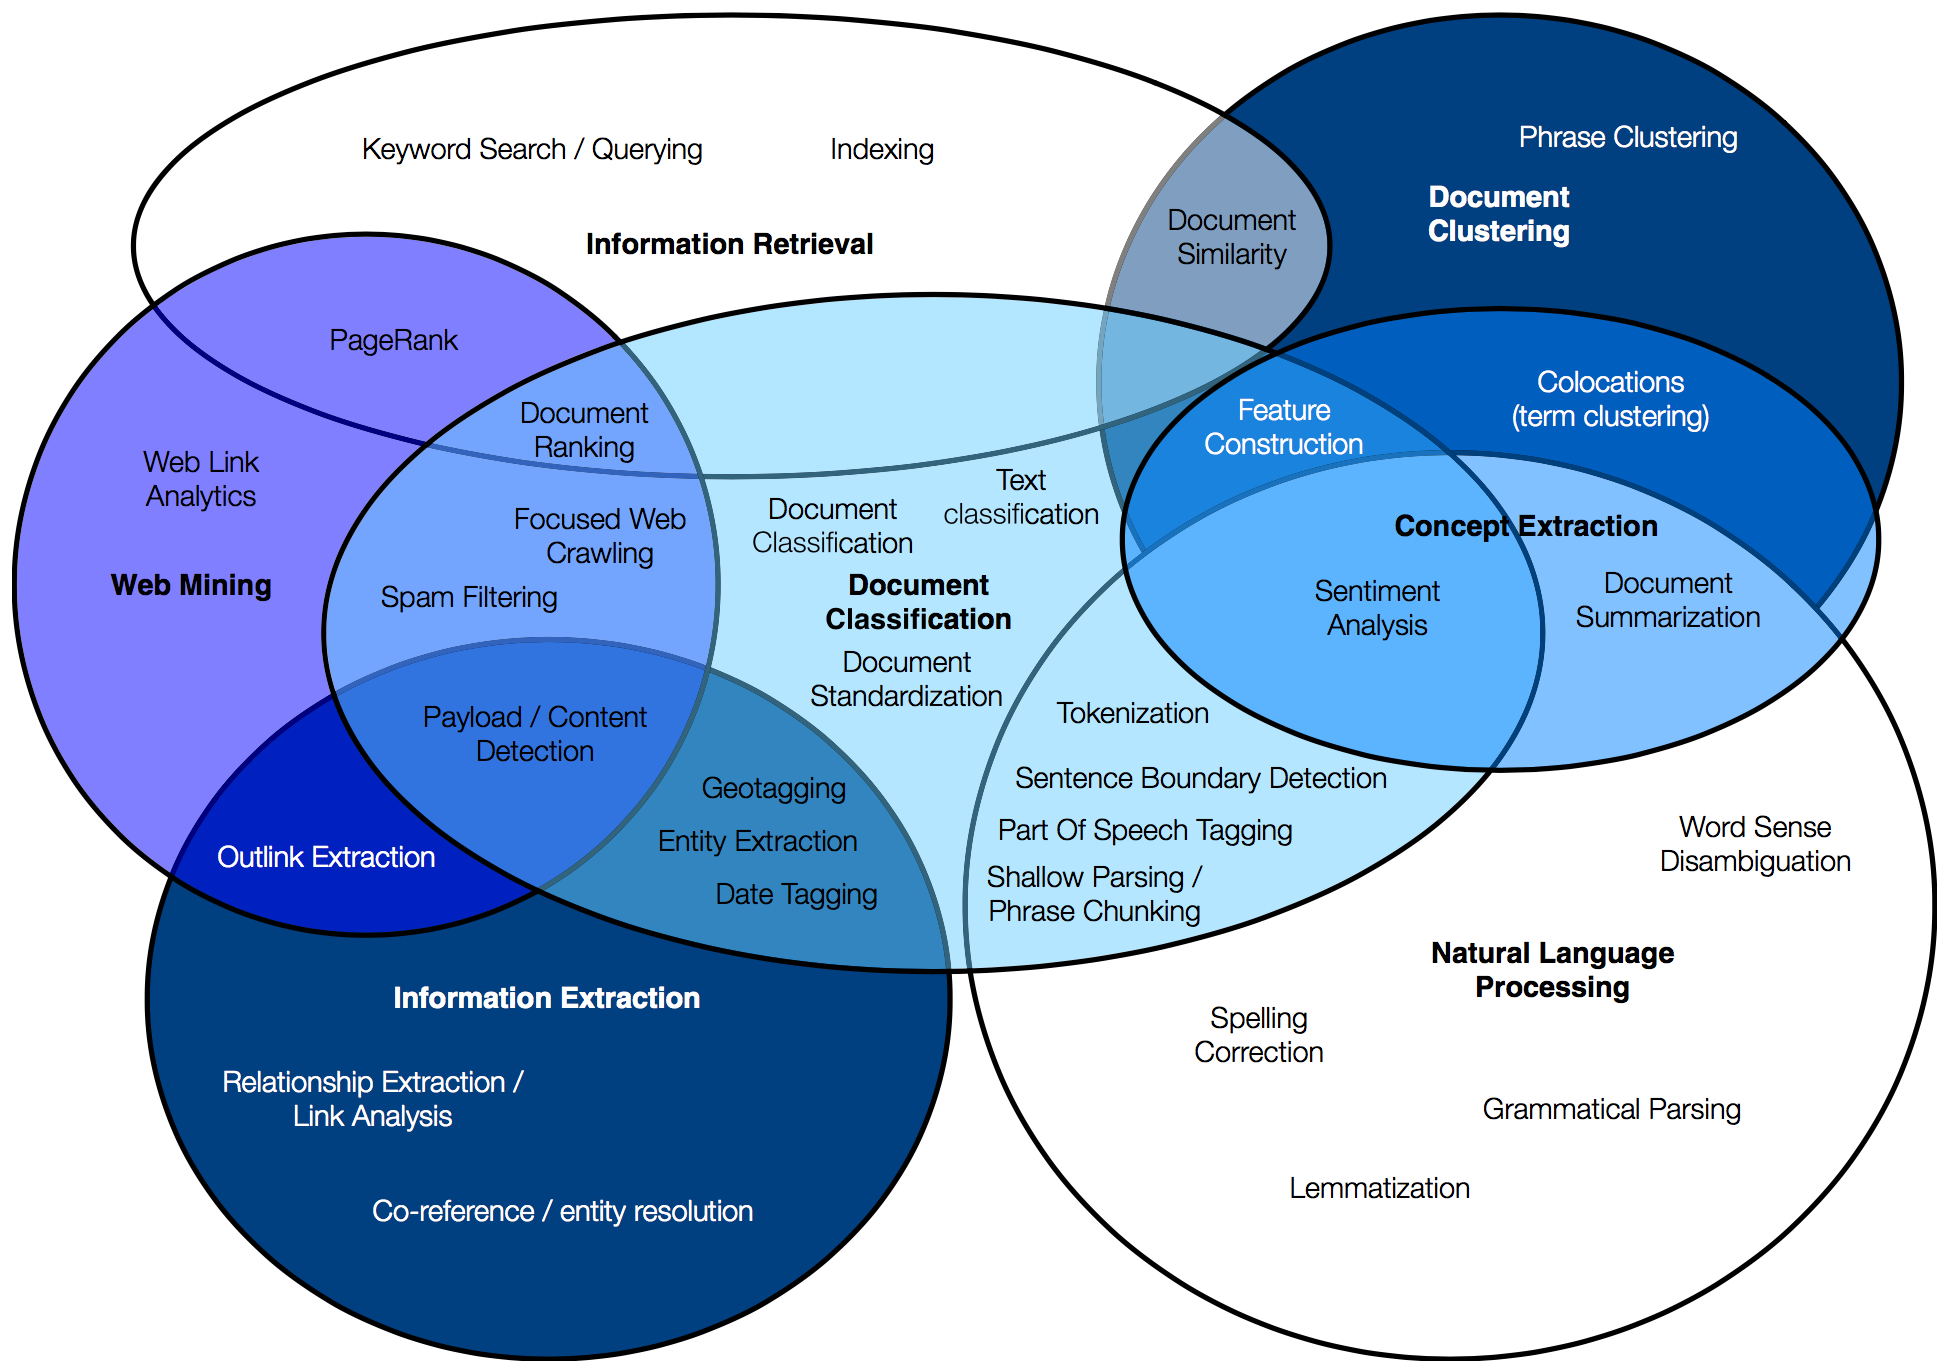 Keyword Search / Querying
Indexing
Phrase Clustering
Document
Clustering
Document
Similarity
Information Retrieval
PageRank
Document
Ranking
Colocations
(term clustering)
Feature
Construction
Web Link
Analytics
Text
classification
Document
Classification
Focused Web
Crawling
Concept Extraction
Web Mining
Spam Filtering
Document
Classification
Sentiment
Analysis
Document
Summarization
Document
Standardization
Payload / Content
Detection
Tokenization
Geotagging
Sentence Boundary Detection
Entity Extraction
Part Of Speech Tagging
Word Sense
Disambiguation
Outlink Extraction
Date Tagging
Shallow Parsing /
Phrase Chunking
Natural Language
Processing
Information Extraction
Spelling
Correction
Relationship Extraction /
Link Analysis
Grammatical Parsing
Lemmatization
Co-reference / entity resolution